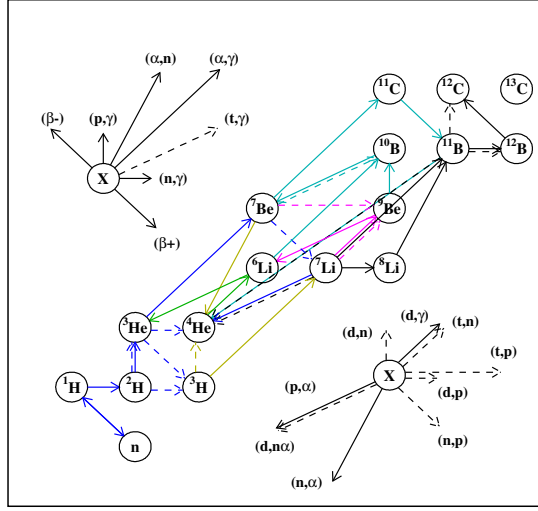 ¹¹C ¹²C ¹³C
(α,n) (α,γ)
(β-) (p,γ) (t,γ)
¹⁰B ¹¹B ¹²B
X (n,γ)
⁷Be ⁹Be
(β+)
⁶Li ⁷Li ⁸Li
³He ⁴He
(d,n) (d,γ) (t,n)
¹H ²H ³H
(p,α) X (t,p)
(d,p)
n (d,nα) (n,p)
(n,α)